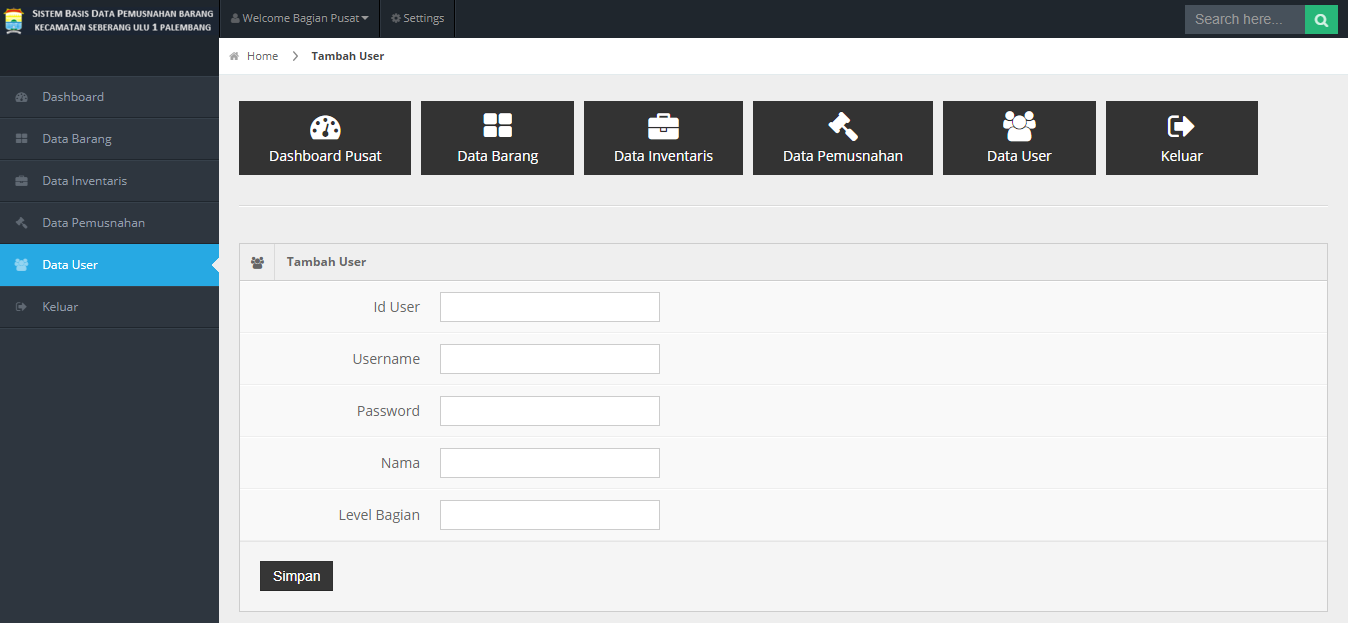 SISTEM BASIS DATA PEMUSNAHAN BARANG
KECAMATAN SEBERANG ULU 1 PALEMBANG
Welcome Bagian Pusat
Settings
Search here...
Home
Tambah User
Dashboard
Data Barang
Data Inventaris
Data Pemusnahan
Data User
Keluar
Dashboard Pusat
Data Barang
Data Inventaris
Data Pemusnahan
Data User
Keluar
Tambah User
Id User
Username
Password
Nama
Level Bagian
Simpan